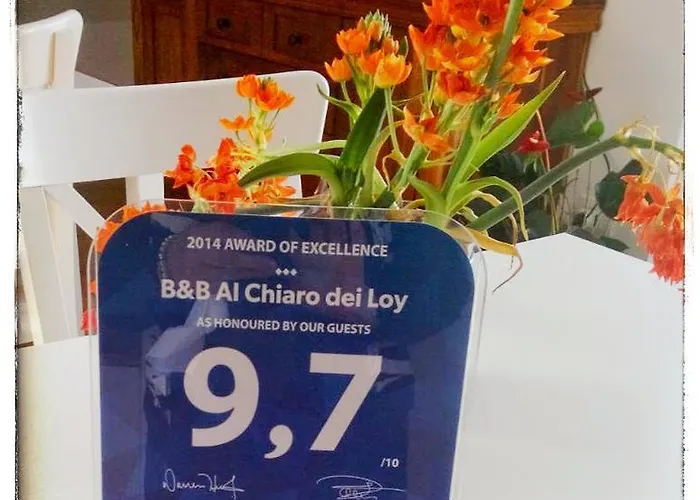 2014 AWARD OF EXCELLENCE
B&B Al Chiaro dei Loy
AS HONOURED BY OUR GUESTS
9,7
/10